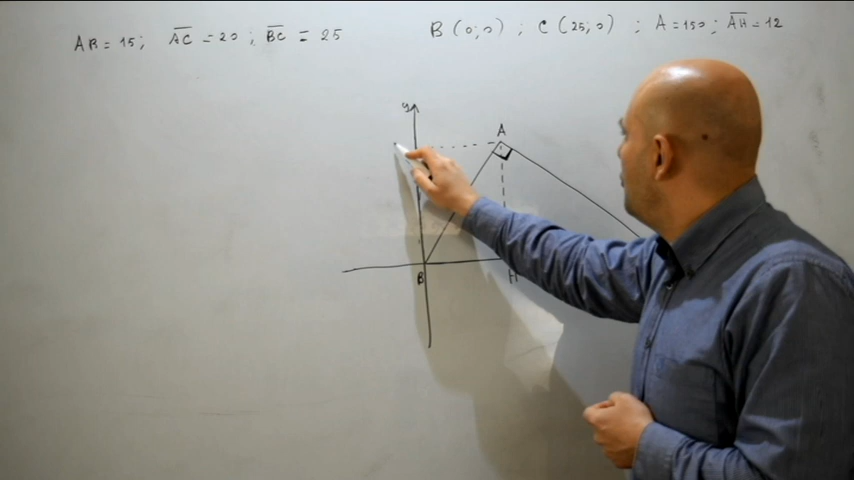 AB = 15; AC = 20; BC = 25
B (0;0); C (25;0); A = 150; AH = 12
y
A
B
H